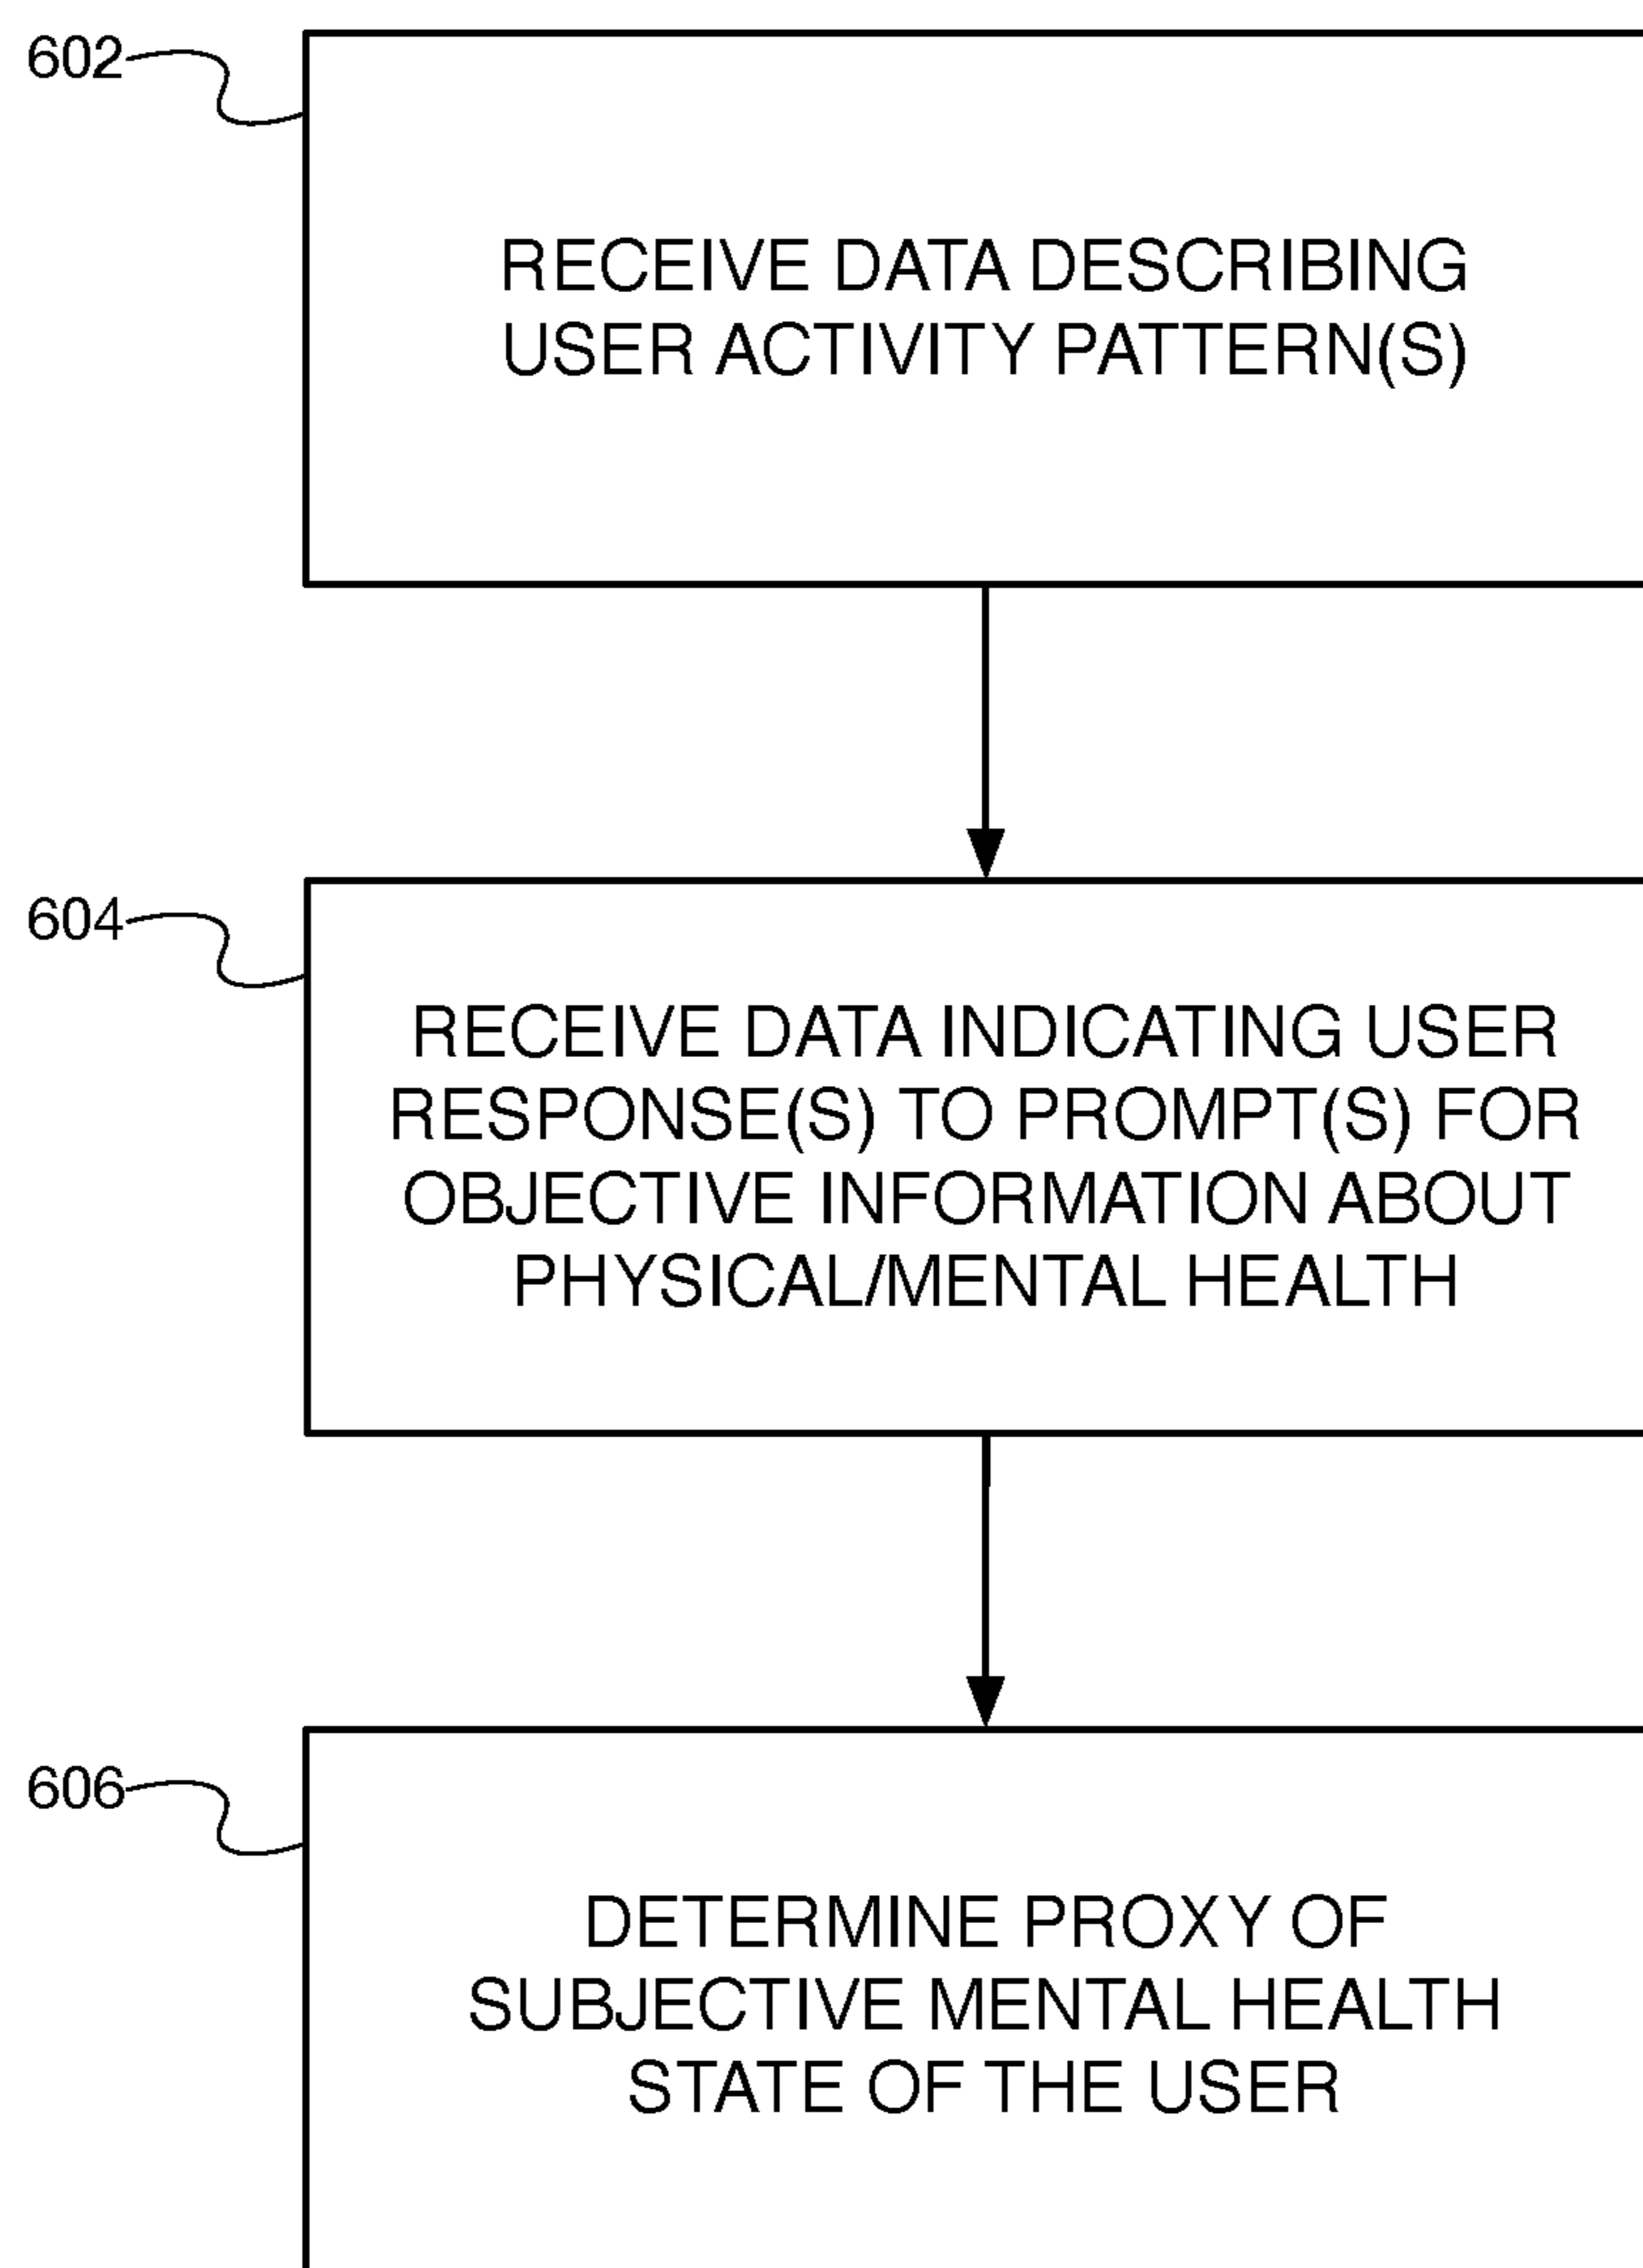 602
RECEIVE DATA DESCRIBING
USER ACTIVITY PATTERN(S)
604
RECEIVE DATA INDICATING USER
RESPONSE(S) TO PROMPT(S) FOR
OBJECTIVE INFORMATION ABOUT
PHYSICAL/MENTAL HEALTH
606
DETERMINE PROXY OF
SUBJECTIVE MENTAL HEALTH
STATE OF THE USER